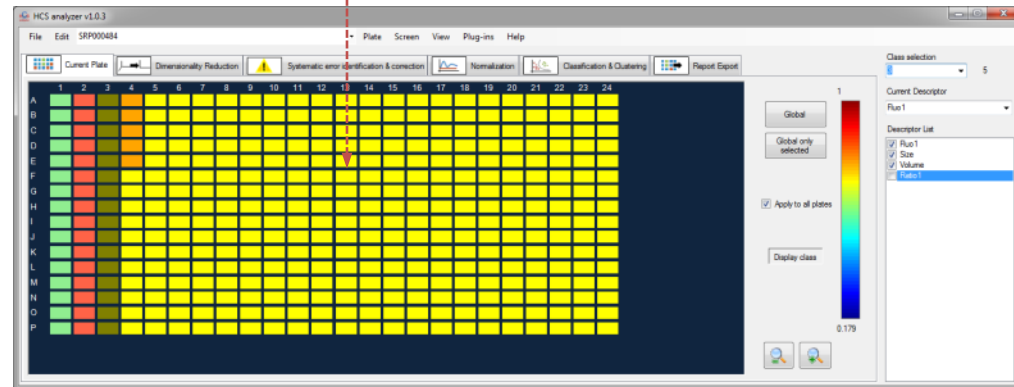 HCS analyzer v1.0.3
File Edit SRP000484 Plate Screen View Plug-ins Help
Current Plate Dimensionality Reduction Systematic error identification & correction Normalization Classification & Clustering Report Export
Class selection
3 5
Current Descriptor
Fluo1
Descriptor List
Fluo1
Size
Volume
Ratio1
1 2 3 4 5 6 7 8 9 10 11 12 13 14 15 16 17 18 19 20 21 22 23 24
A
B
C
D
E
F
G
H
I
J
K
L
M
N
O
P
Global
Global only
selected
Apply to all plates
Display class
1
0.179